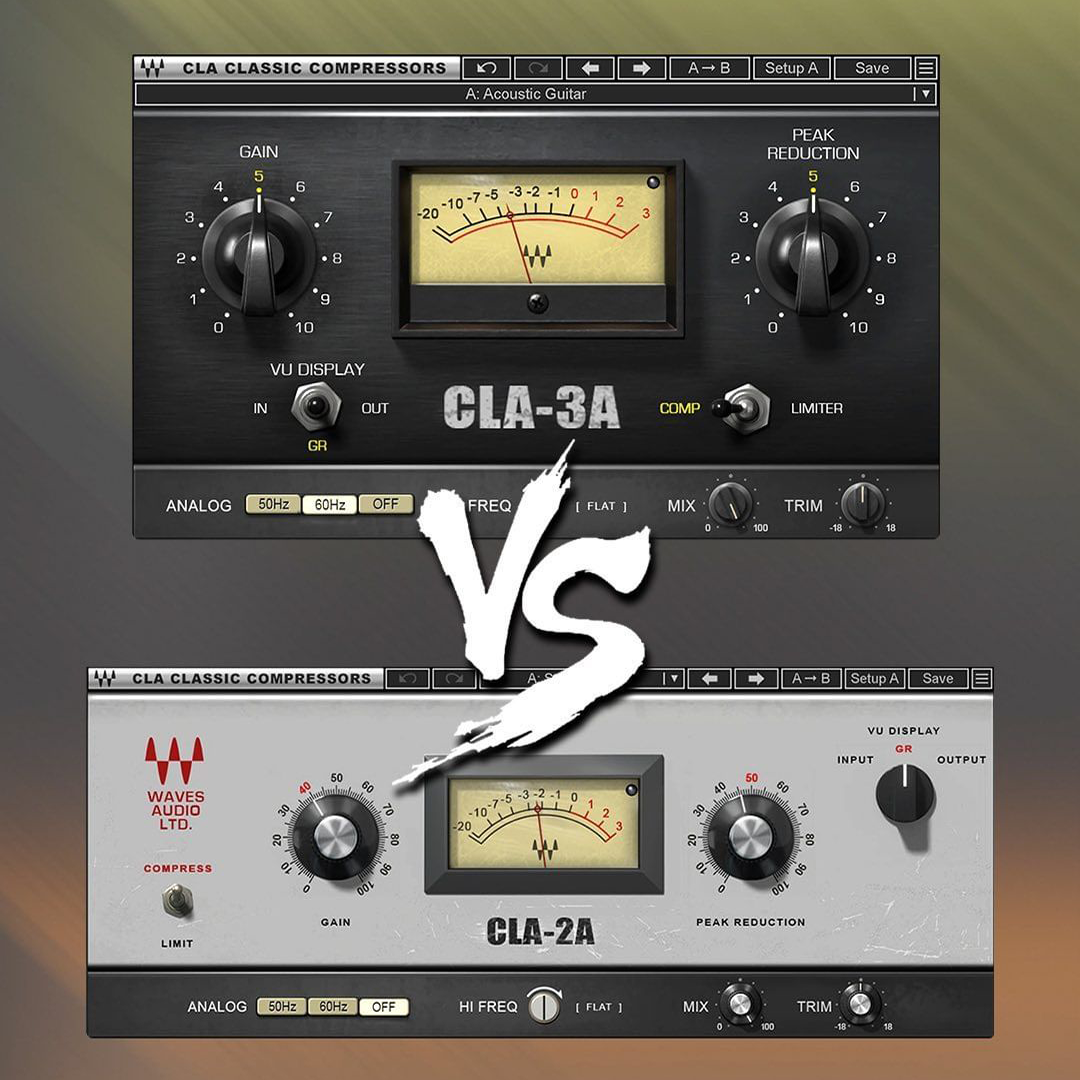 CLA CLASSIC COMPRESSORS A→B Setup A Save
A: Acoustic Guitar
GAIN
PEAK
REDUCTION
0 1 2 3 4 5 6 7 8 9 10
-20 -10 -7 -5 -3 -2 -1 0 1 2 3
0 1 2 3 4 5 6 7 8 9 10
VU DISPLAY
IN OUT
GR
CLA-3A
COMP LIMITER
ANALOG 50Hz 60Hz OFF FREQ [ FLAT ] MIX TRIM
0 100 -18 18
VS
CLA CLASSIC COMPRESSORS A→B Setup A Save
WAVES
AUDIO
LTD.
COMPRESS
LIMIT
0 10 20 30 40 50 60 70 80 90 100
GAIN
-20 -10 -7 -5 -3 -2 -1 0 1 2 3
CLA-2A
0 10 20 30 40 50 60 70 80 90 100
PEAK REDUCTION
VU DISPLAY
GR
INPUT OUTPUT
ANALOG 50Hz 60Hz OFF HI FREQ [ FLAT ] MIX TRIM
0 100 -18 18